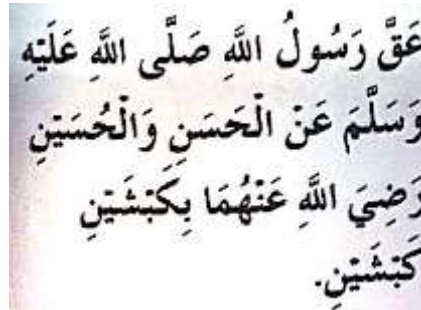 عَقَّ رَسُولُ اللَّهِ صَلَّى اللَّهُ عَلَيْهِ
وَسَلَّمَ عَنْ الْحَسَنِ وَالْحُسَيْنِ
رَضِيَ اللَّهُ عَنْهُمَا بِكَبْشَيْنِ
كَبْشَيْنِ.